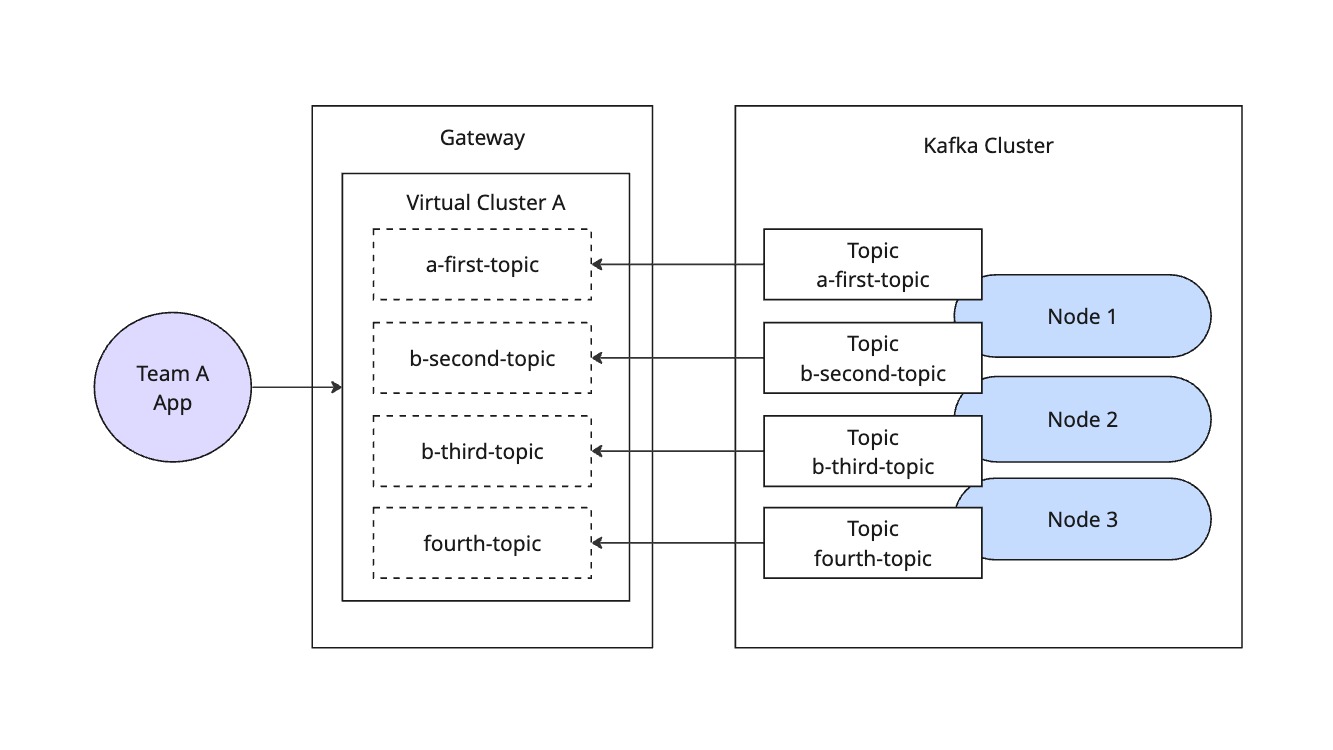 Gateway
Virtual Cluster A
a-first-topic
b-second-topic
b-third-topic
fourth-topic
Team A
App
Kafka Cluster
Topic
a-first-topic
Topic
b-second-topic
Topic
b-third-topic
Topic
fourth-topic
Node 1
Node 2
Node 3